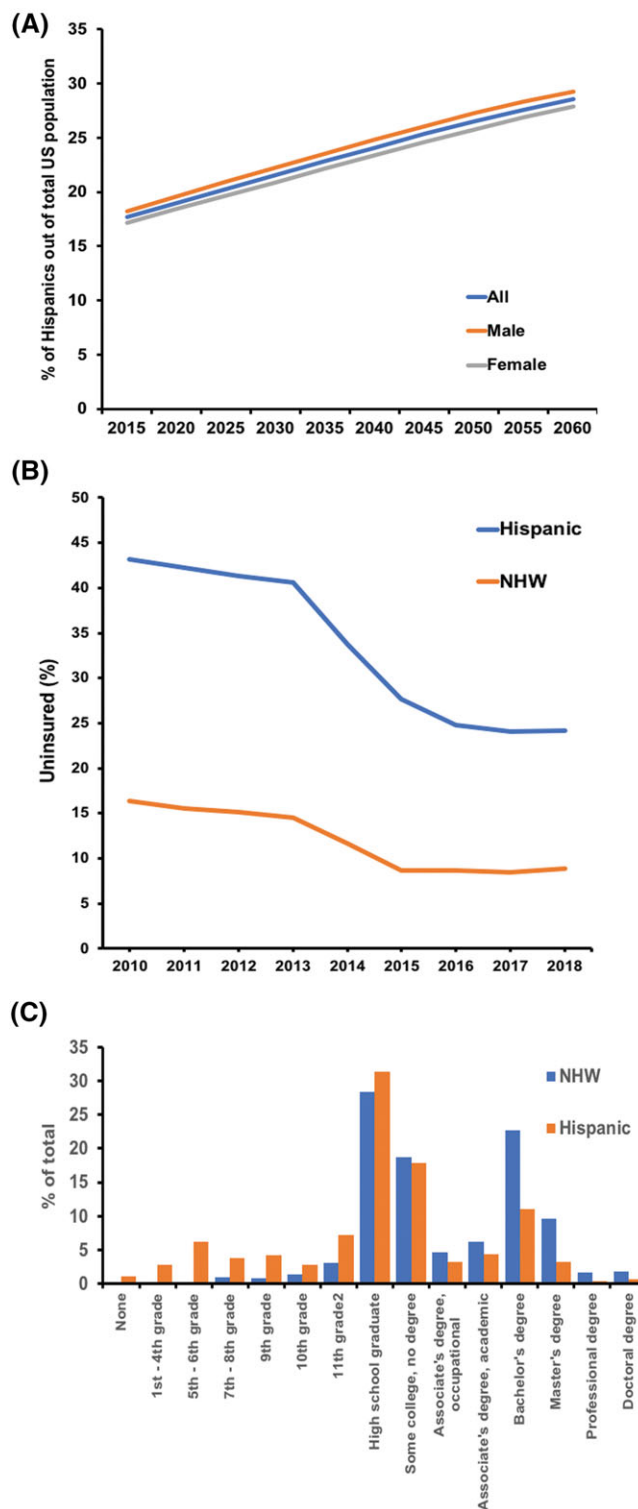 (A)
% of Hispanics out of total US population
35
30
25
20
15
10
5
0
All
Male
Female
2015 2020 2025 2030 2035 2040 2045 2050 2055 2060
(B)
Uninsured (%)
50
45
40
35
30
25
20
15
10
5
0
Hispanic
NHW
2010 2011 2012 2013 2014 2015 2016 2017 2018
(C)
% of total
35
30
25
20
15
10
5
0
NHW
Hispanic
None
1st - 4th grade
5th - 6th grade
7th - 8th grade
9th grade
10th grade
11th grade2
High school graduate
Some college, no degree
Associate's degree,
occupational
Associate's degree, academic
Bachelor's degree
Master's degree
Professional degree
Doctoral degree